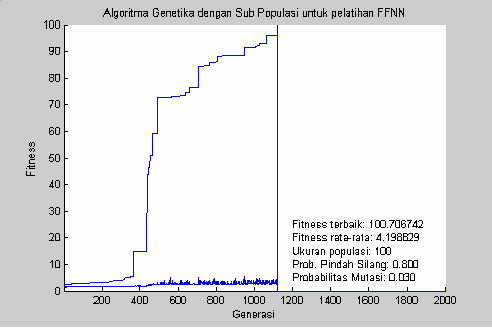 Algoritma Genetika dengan Sub Populasi untuk pelatihan FFNN
100
90
80
70
60
50
40
30
20
10
0
Fitness
Fitness terbaik: 100.706742
Fitness rata-rata: 4.198629
Ukuran populasi: 100
Prob. Pindah Silang: 0.800
Probabilitas Mutasi: 0.030
200 400 600 800 1000 1200 1400 1600 1800 2000
Generasi